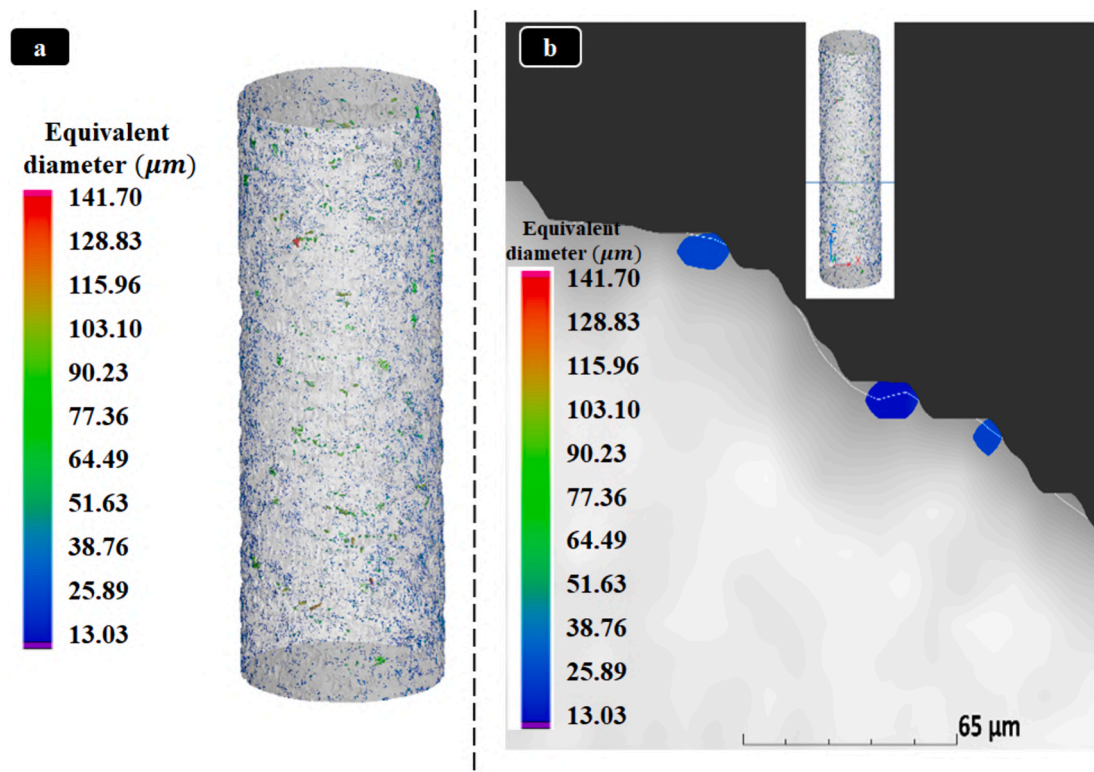 a
Equivalent
diameter (μm)
141.70
128.83
115.96
103.10
90.23
77.36
64.49
51.63
38.76
25.89
13.03
b
Z
X
Equivalent
diameter (μm)
141.70
128.83
115.96
103.10
90.23
77.36
64.49
51.63
38.76
25.89
13.03
65 μm